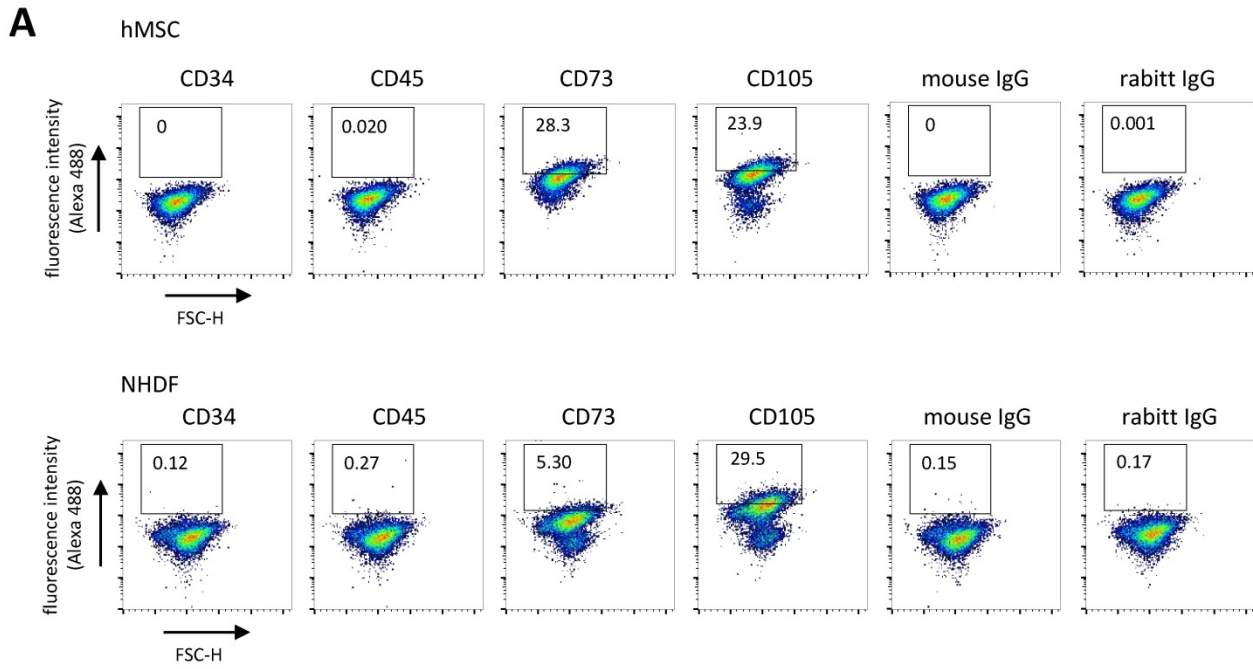 A
hMSC
CD34 CD45 CD73 CD105 mouse IgG rabitt IgG
fluorescence intensity
(Alexa 488)
0 0.020 28.3 23.9 0 0.001
FSC-H
NHDF
CD34 CD45 CD73 CD105 mouse IgG rabitt IgG
fluorescence intensity
(Alexa 488)
0.12 0.27 5.30 29.5 0.15 0.17
FSC-H